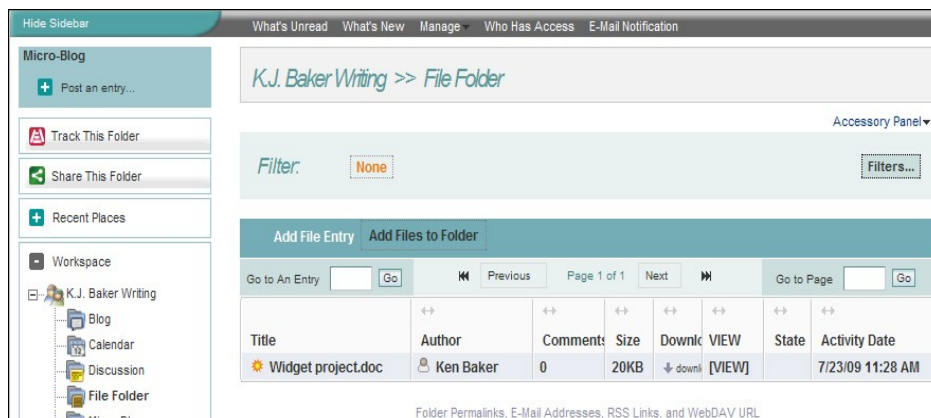 Hide Sidebar
What's Unread What's New Manage Who Has Access E-Mail Notification
Micro-Blog
Post an entry...
Track This Folder
Share This Folder
Recent Places
Workspace
K.J. Baker Writing
Blog
Calendar
Discussion
File Folder
K.J. Baker Writing >> File Folder
Accessory Panel
Filter: None Filters...
Add File Entry Add Files to Folder
Go to An Entry Go Previous Page 1 of 1 Next Go to Page Go
Title Author Comments Size Downlc VIEW State Activity Date
Widget project.doc Ken Baker 0 20KB downl [VIEW] 7/23/09 11:28 AM
Folder Permalinks, E-Mail Addresses, RSS Links, and WebDAV URL